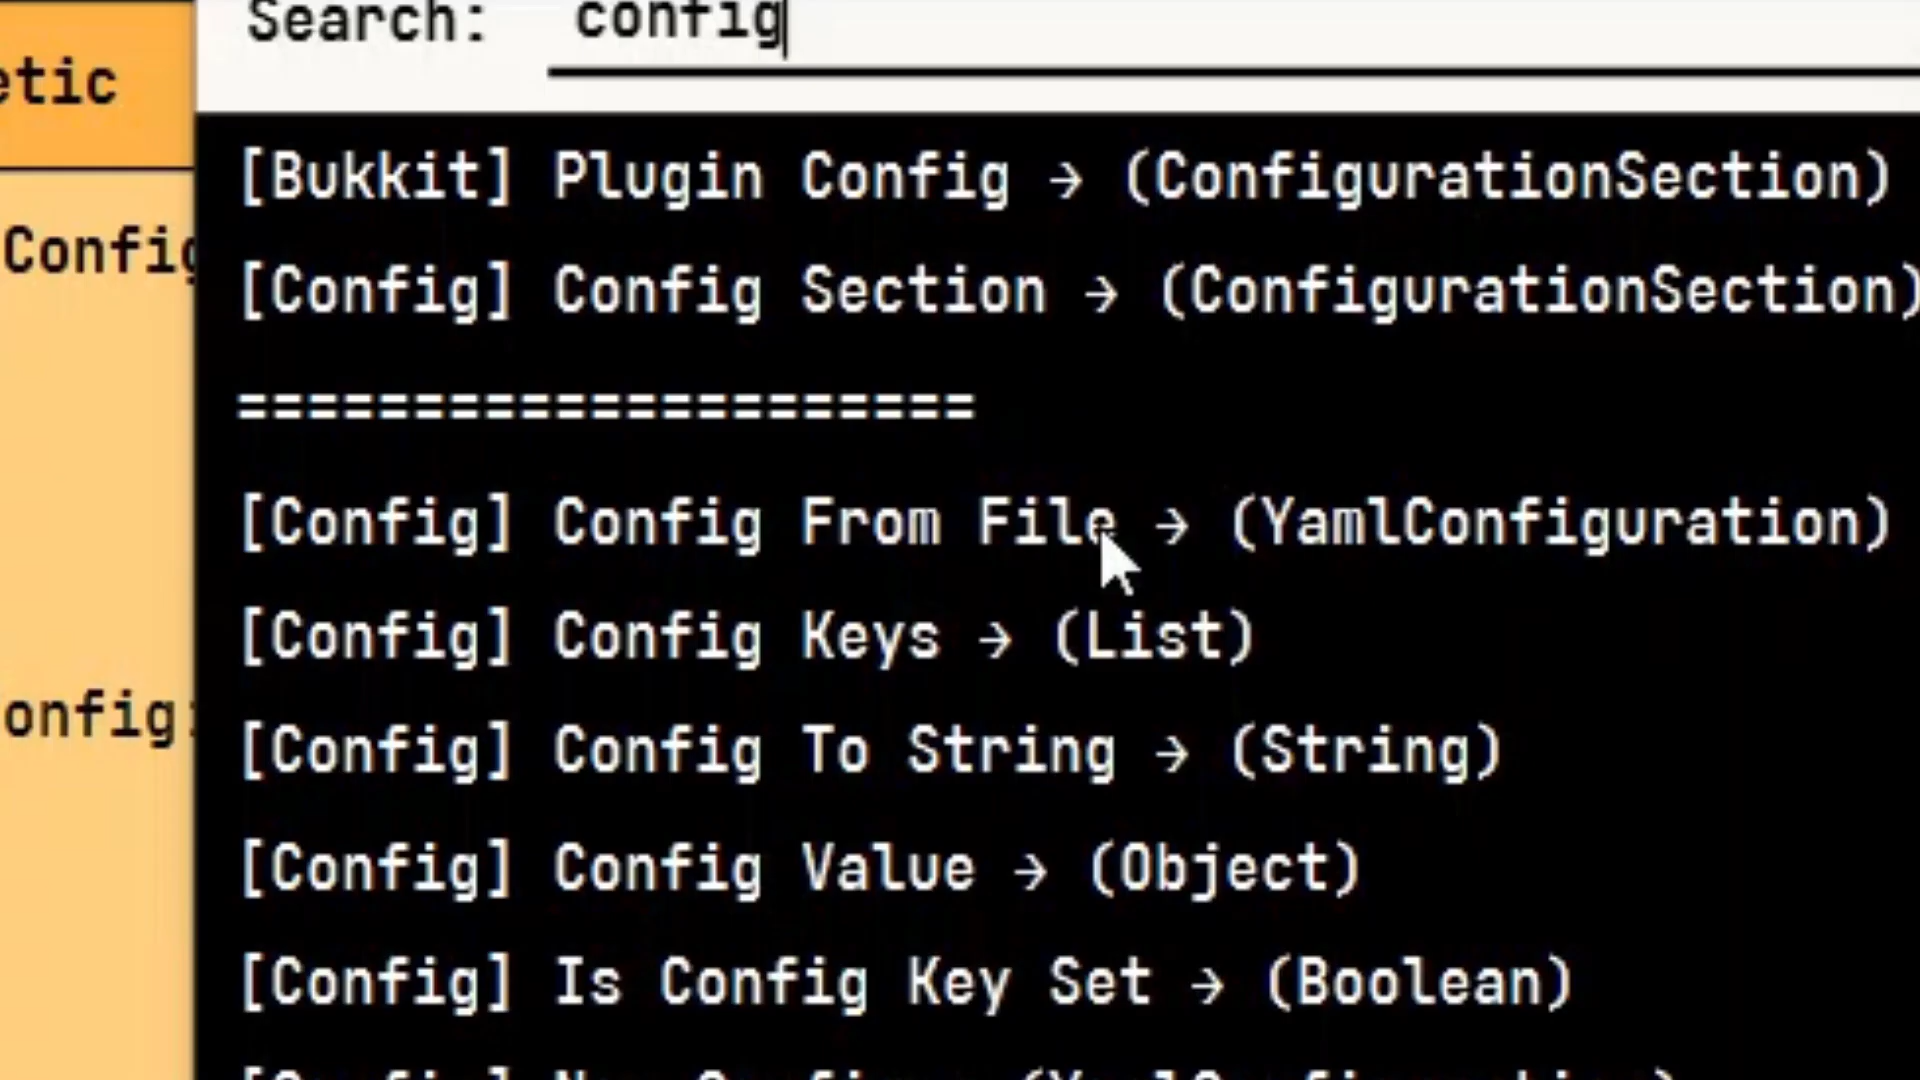 Search: config
etic
[Bukkit] Plugin Config → (ConfigurationSection)
Config
[Config] Config Section → (ConfigurationSection)
=====================
[Config] Config From File → (YamlConfiguration)
[Config] Config Keys → (List)
onfig:
[Config] Config To String → (String)
[Config] Config Value → (Object)
[Config] Is Config Key Set → (Boolean)